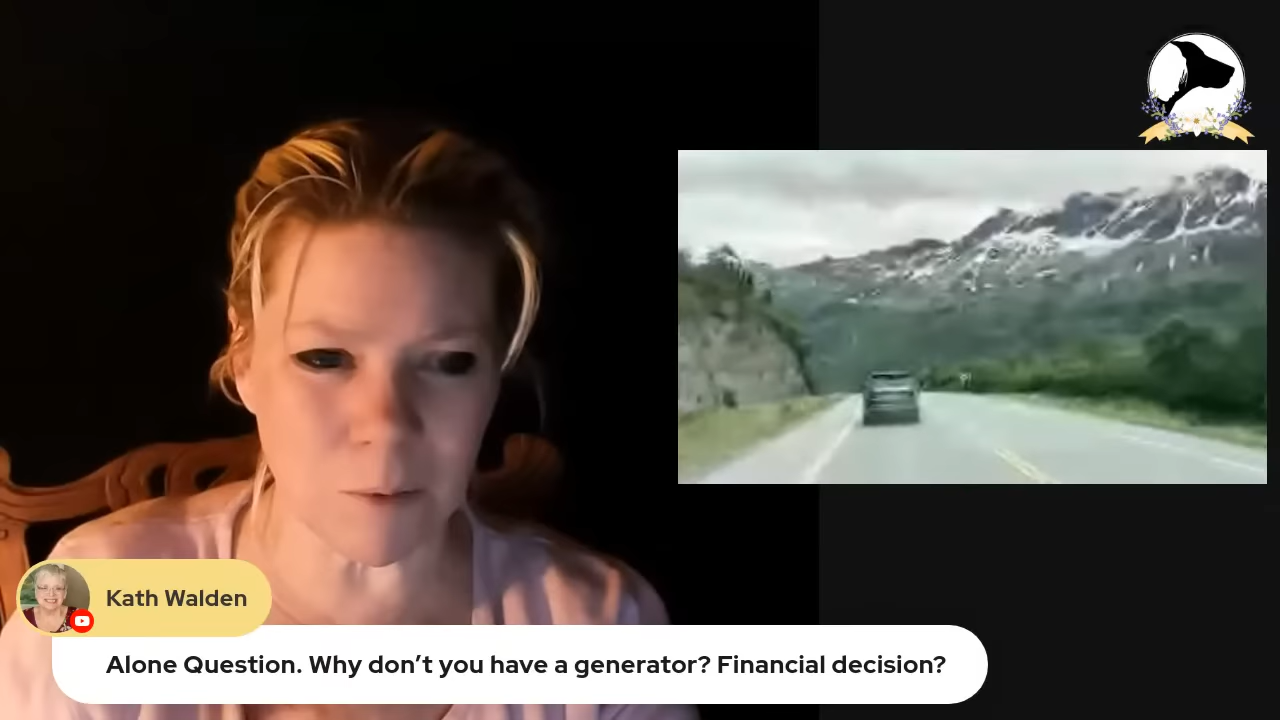 Kath Walden
Alone Question. Why don’t you have a generator? Financial decision?